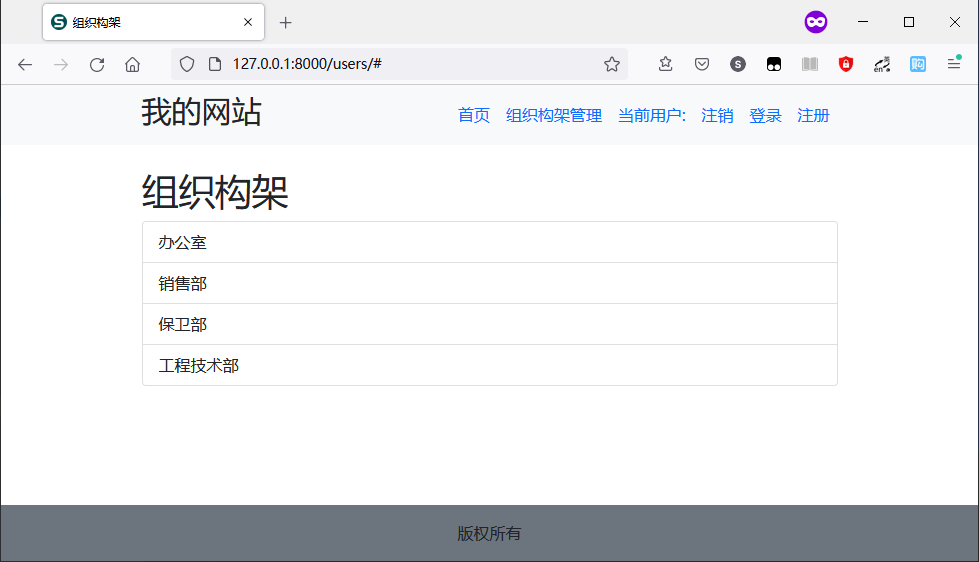 组织构架
127.0.0.1:8000/users/#
我的网站
首页 组织构架管理 当前用户: 注销 登录 注册
组织构架
办公室
销售部
保卫部
工程技术部
版权所有